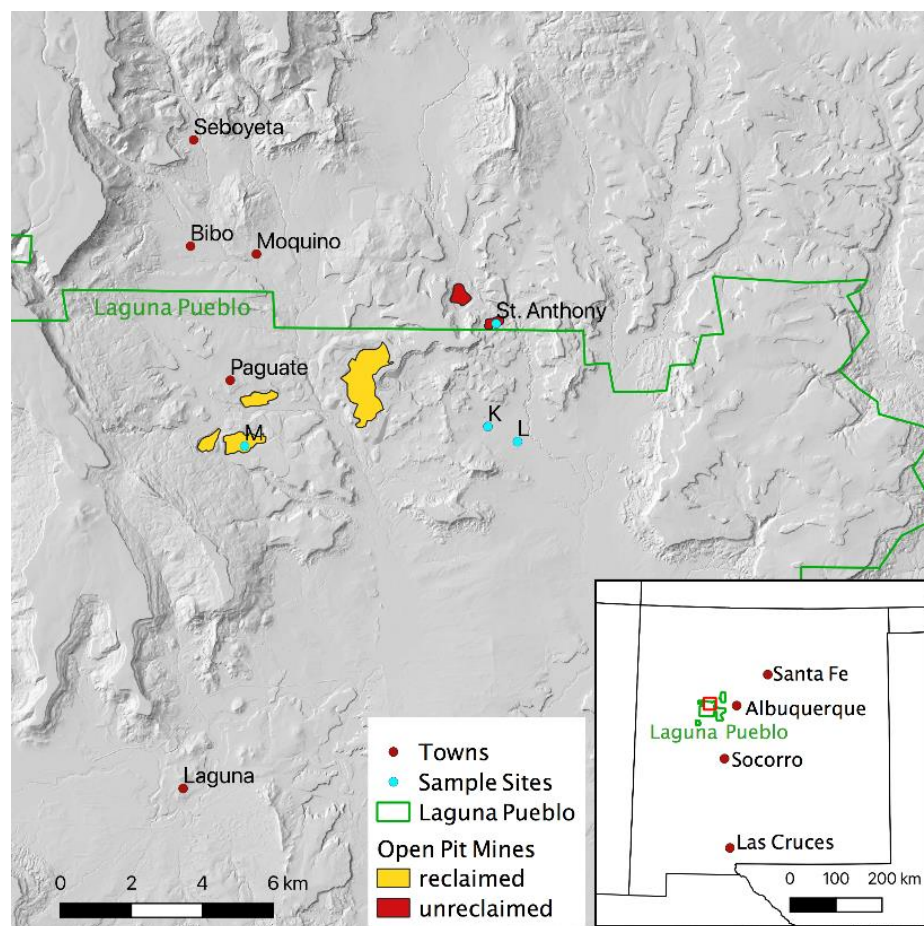 Seboyeta
Bibo
Moquino
Laguna Pueblo
St. Anthony
Paguate
K
L
M
Laguna
Towns
Sample Sites
Laguna Pueblo
Open Pit Mines
reclaimed
unreclaimed
0 2 4 6 km
Santa Fe
Albuquerque
Laguna Pueblo
Socorro
Las Cruces
0 100 200 km